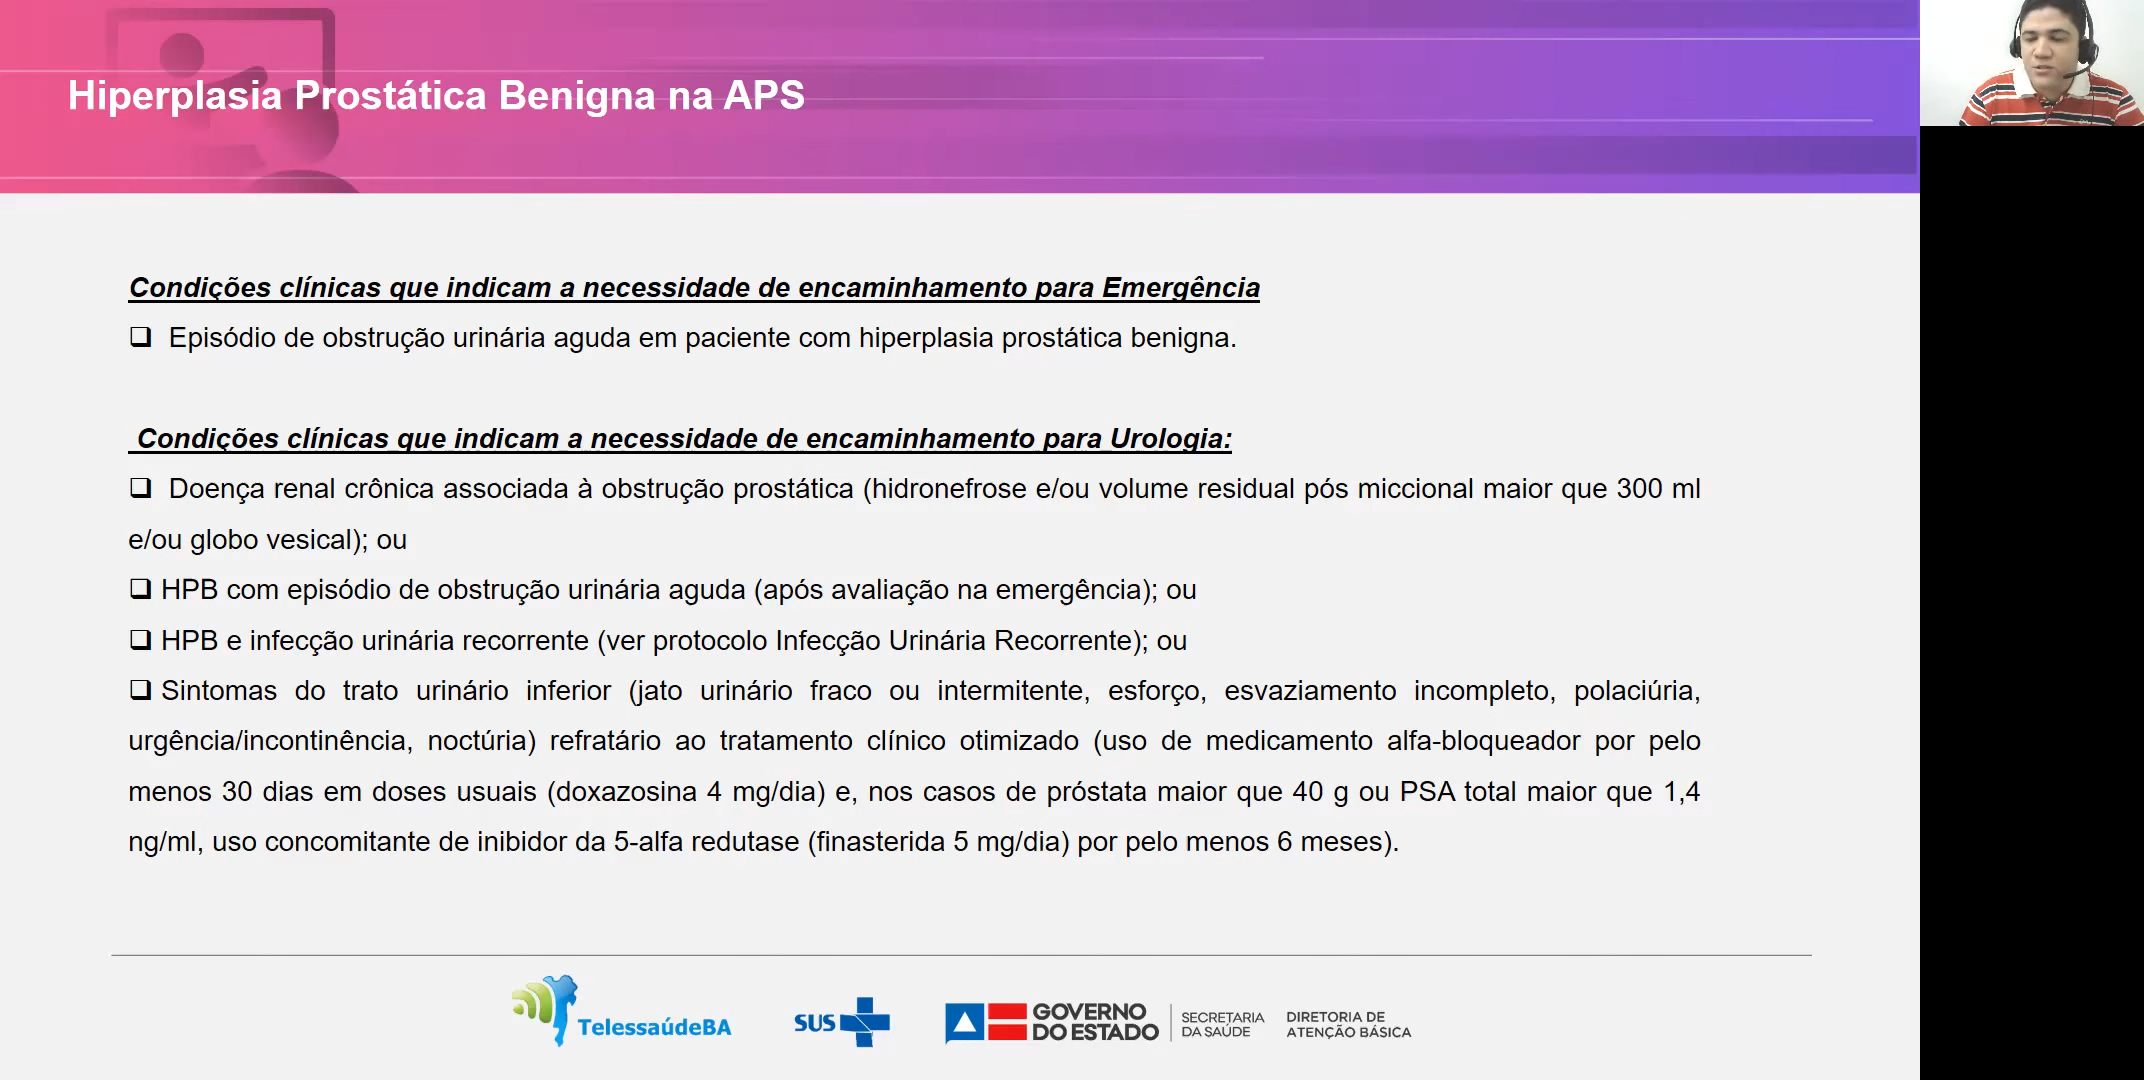 Hiperplasia Prostática Benigna na APS
Condições clínicas que indicam a necessidade de encaminhamento para Emergência
❑ Episódio de obstrução urinária aguda em paciente com hiperplasia prostática benigna.
Condições clínicas que indicam a necessidade de encaminhamento para Urologia:
❑ Doença renal crônica associada à obstrução prostática (hidronefrose e/ou volume residual pós miccional maior que 300 ml
e/ou globo vesical); ou
❑ HPB com episódio de obstrução urinária aguda (após avaliação na emergência); ou
❑ HPB e infecção urinária recorrente (ver protocolo Infecção Urinária Recorrente); ou
❑ Sintomas do trato urinário inferior (jato urinário fraco ou intermitente, esforço, esvaziamento incompleto, polaciúria,
urgência/incontinência, noctúria) refratário ao tratamento clínico otimizado (uso de medicamento alfa-bloqueador por pelo
menos 30 dias em doses usuais (doxazosina 4 mg/dia) e, nos casos de próstata maior que 40 g ou PSA total maior que 1,4
ng/ml, uso concomitante de inibidor da 5-alfa redutase (finasterida 5 mg/dia) por pelo menos 6 meses).
TelessaúdeBA
SUS
GOVERNO
DO ESTADO
SECRETARIA
DA SAÚDE
DIRETORIA DE
ATENÇÃO BÁSICA